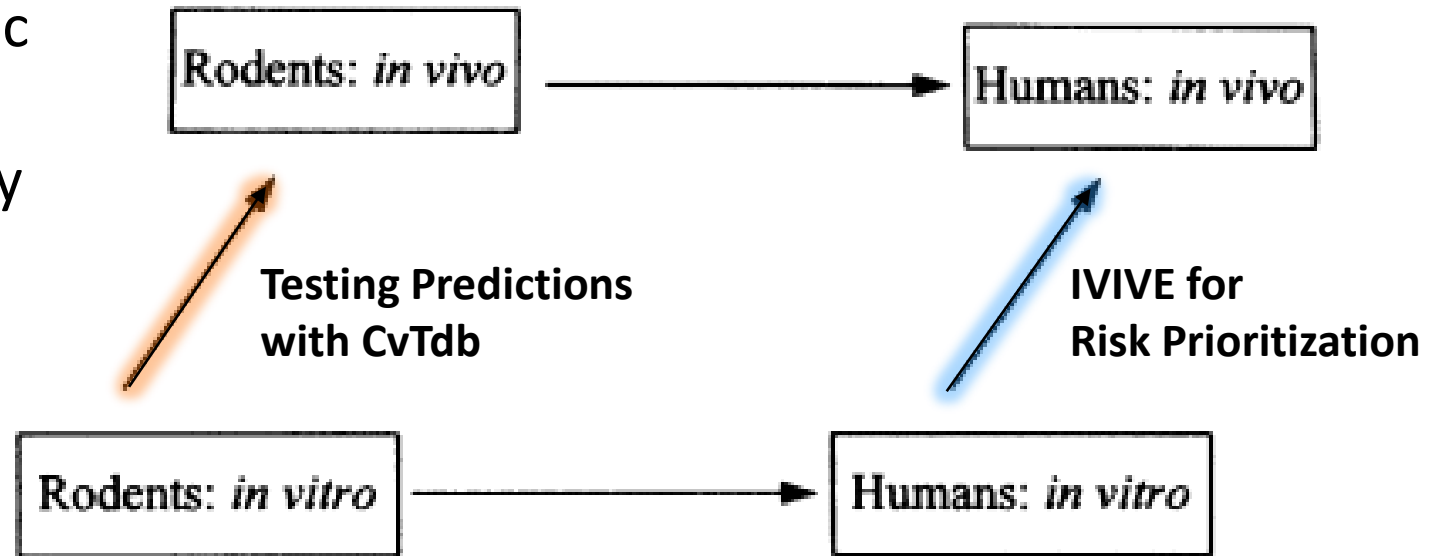 c
Rodents: in vivo
Humans: in vivo
y
Testing Predictions
with CvTdb
IVIVE for
Risk Prioritization
Rodents: in vitro
Humans: in vitro